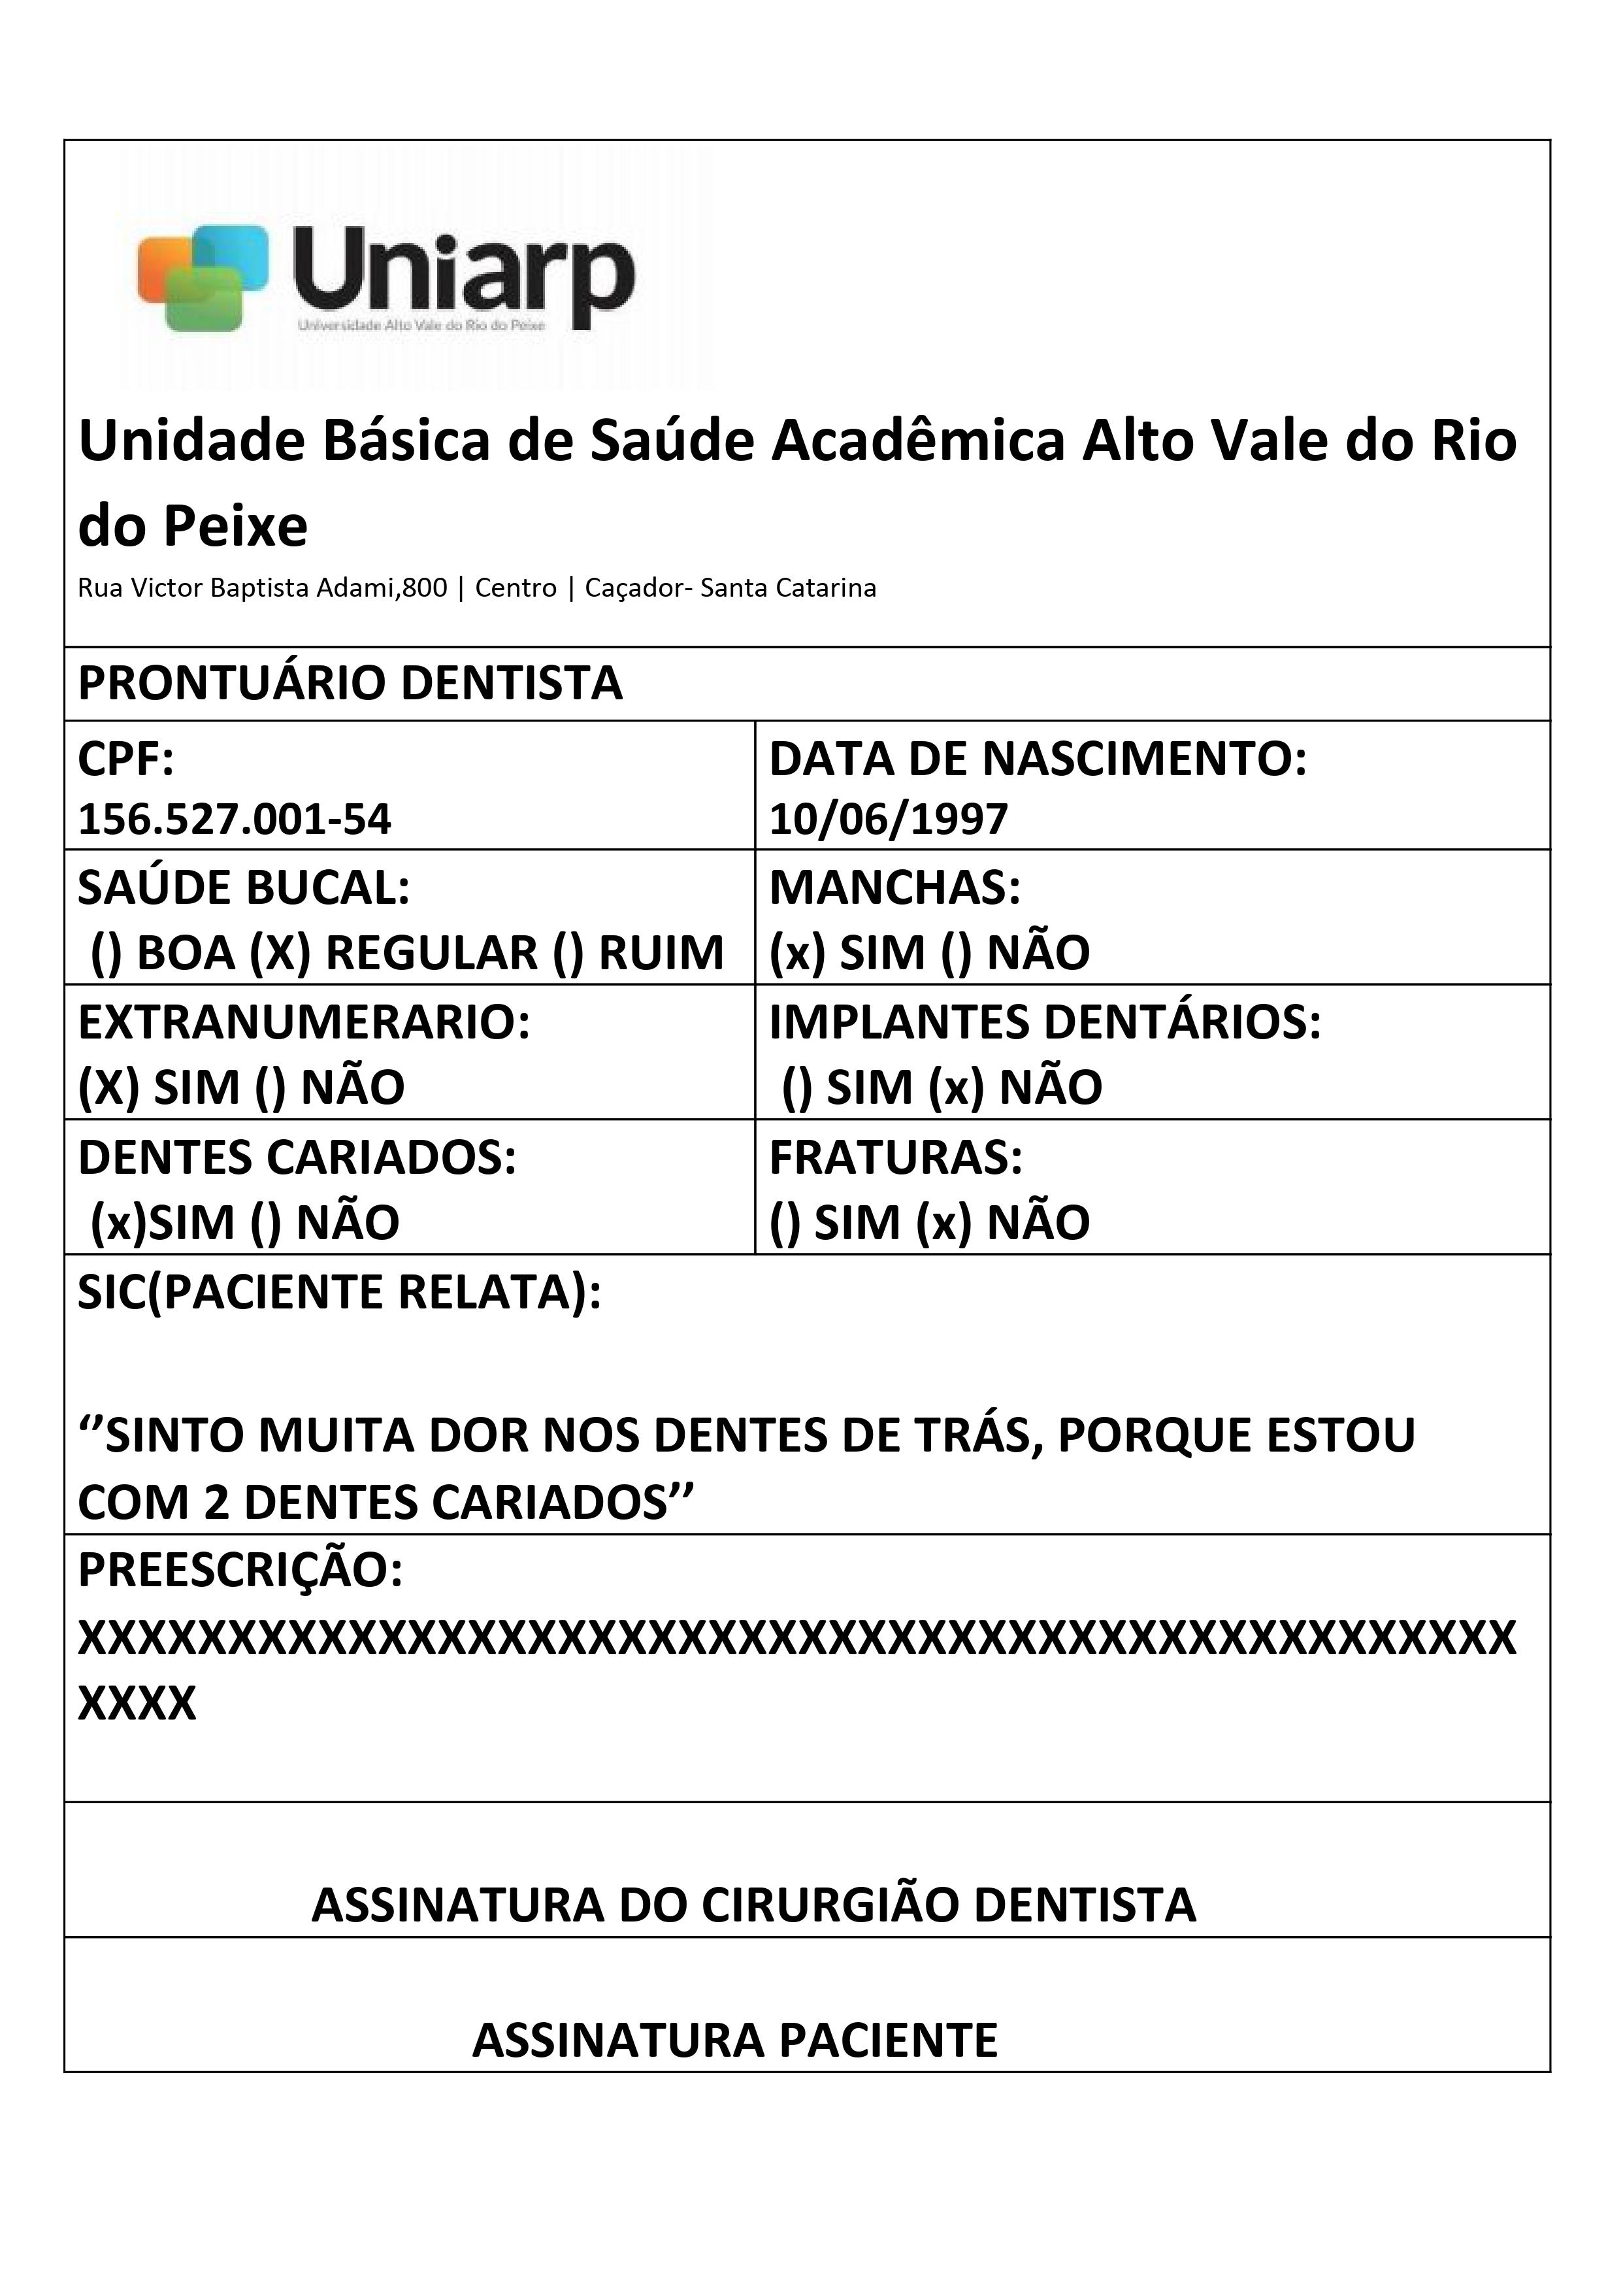 Uniarp
Universidade Alto Vale do Rio do Peixe
Unidade Básica de Saúde Acadêmica Alto Vale do Rio
do Peixe
Rua Victor Baptista Adami,800 | Centro | Caçador- Santa Catarina
PRONTUÁRIO DENTISTA
CPF:
156.527.001-54
DATA DE NASCIMENTO:
10/06/1997
SAÚDE BUCAL:
() BOA (X) REGULAR () RUIM
MANCHAS:
(x) SIM () NÃO
EXTRANUMERARIO:
(X) SIM () NÃO
IMPLANTES DENTÁRIOS:
() SIM (x) NÃO
DENTES CARIADOS:
(x)SIM () NÃO
FRATURAS:
() SIM (x) NÃO
SIC(PACIENTE RELATA):
‘’SINTO MUITA DOR NOS DENTES DE TRÁS, PORQUE ESTOU
COM 2 DENTES CARIADOS’’
PREESCRIÇÃO:
XXXXXXXXXXXXXXXXXXXXXXXXXXXXXXXXXXXXXXXXXXXXXXXX
XXXX
ASSINATURA DO CIRURGIÃO DENTISTA
ASSINATURA PACIENTE